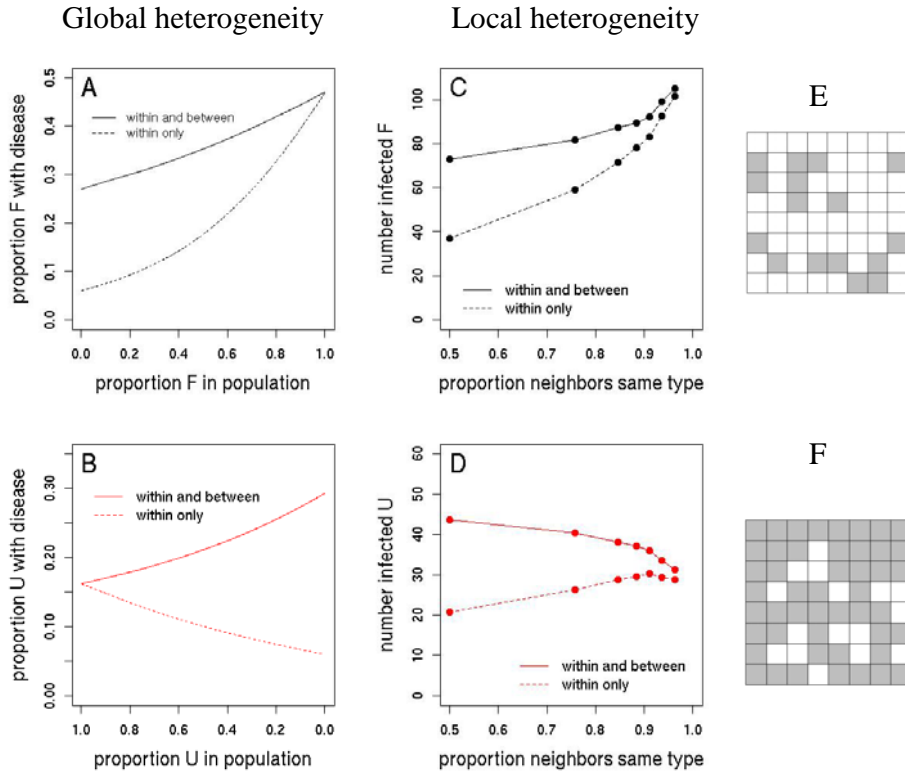 Global heterogeneity
Local heterogeneity
A
within and between
within only
proportion F with disease
0.0 0.1 0.2 0.3 0.4 0.5
0.0 0.2 0.4 0.6 0.8 1.0
proportion F in population
C
within and between
within only
number infected F
0 20 40 60 80 100
0.5 0.6 0.7 0.8 0.9 1.0
proportion neighbors same type
E
B
within and between
within only
proportion U with disease
0.00 0.10 0.20 0.30
1.0 0.8 0.6 0.4 0.2 0.0
proportion U in population
D
within and between
within only
number infected U
0 10 20 30 40 50 60
0.5 0.6 0.7 0.8 0.9 1.0
proportion neighbors same type
F